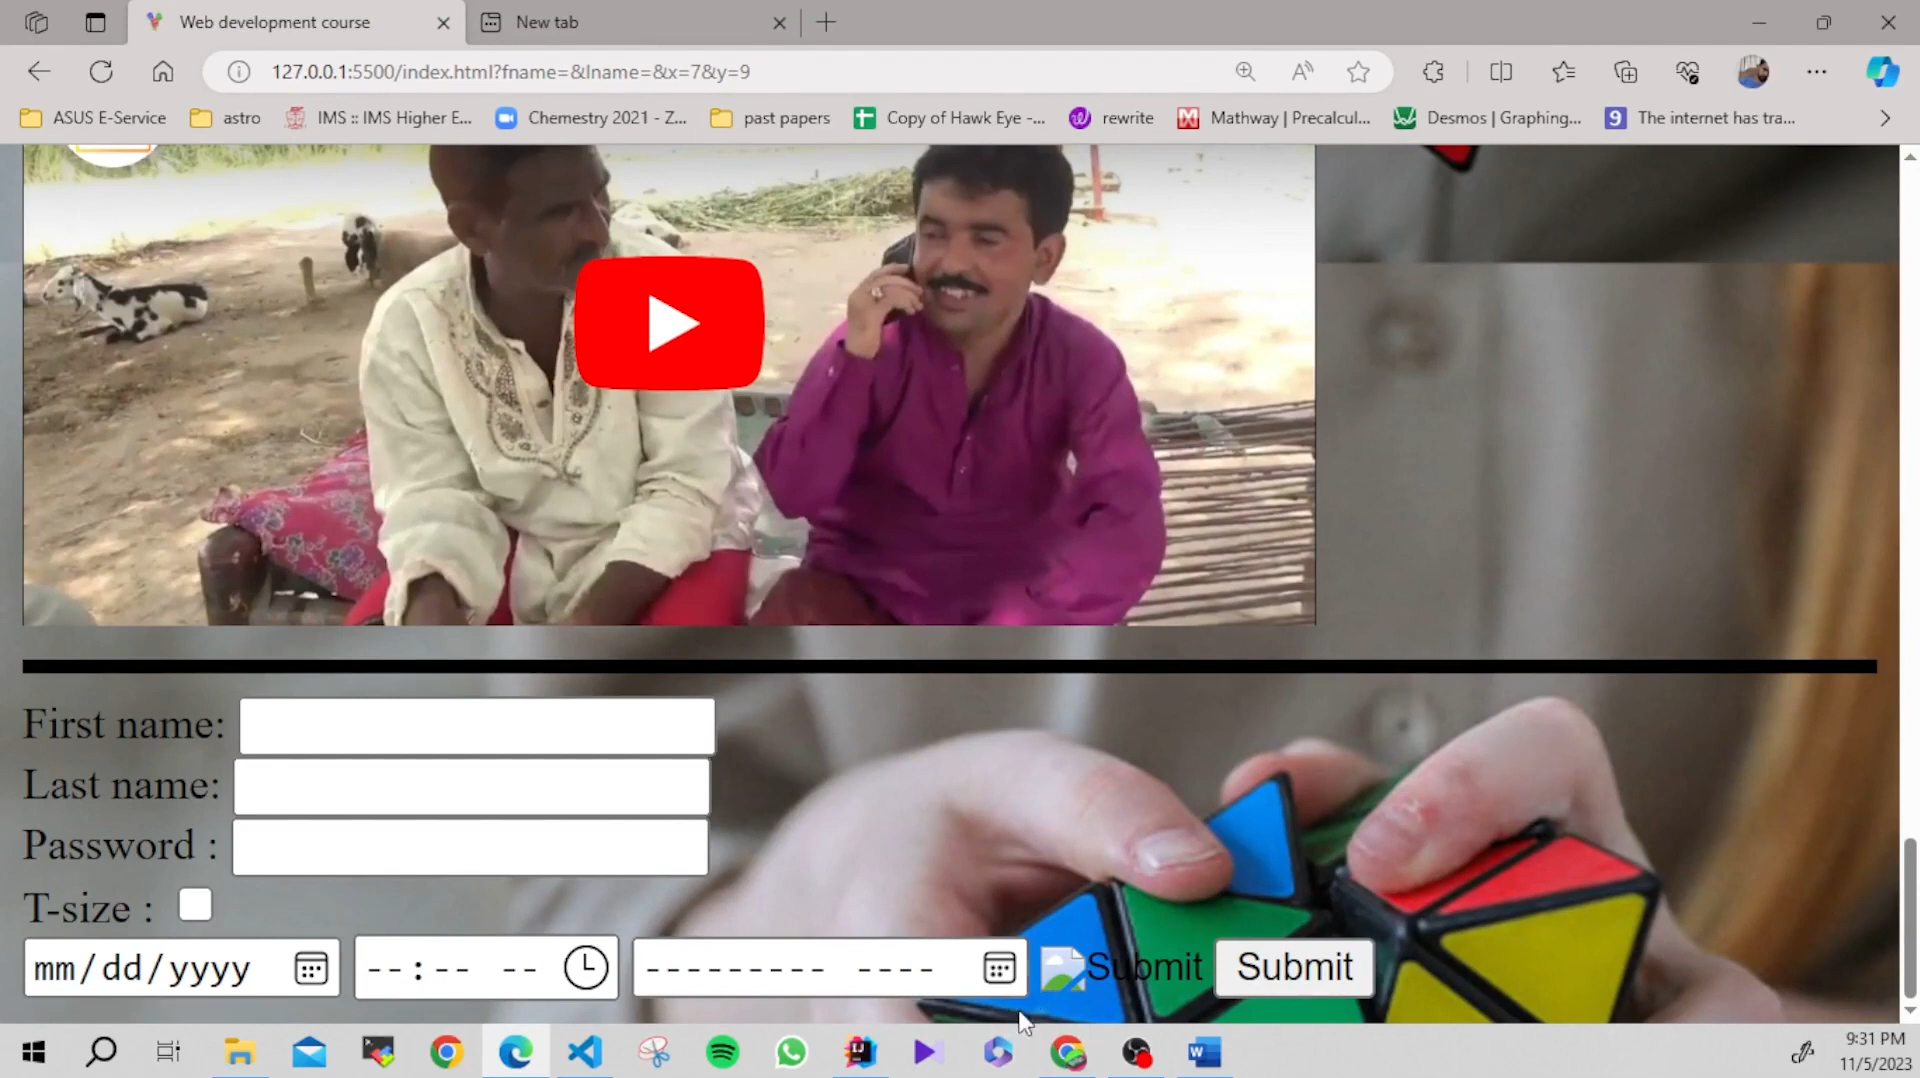 Web development course
New tab
127.0.0.1:5500/index.html?fname=&lname=&x=7&y=9
ASUS E-Service
astro
IMS :: IMS Higher E...
Chemestry 2021 - Z...
past papers
Copy of Hawk Eye -...
rewrite
Mathway | Precalcul...
Desmos | Graphing...
9
The internet has tra...
First name:
Last name:
Password :
T-size :
mm/dd/yyyy
--:-- --
--------- ----
Submit
Submit
9:31 PM
11/5/2023